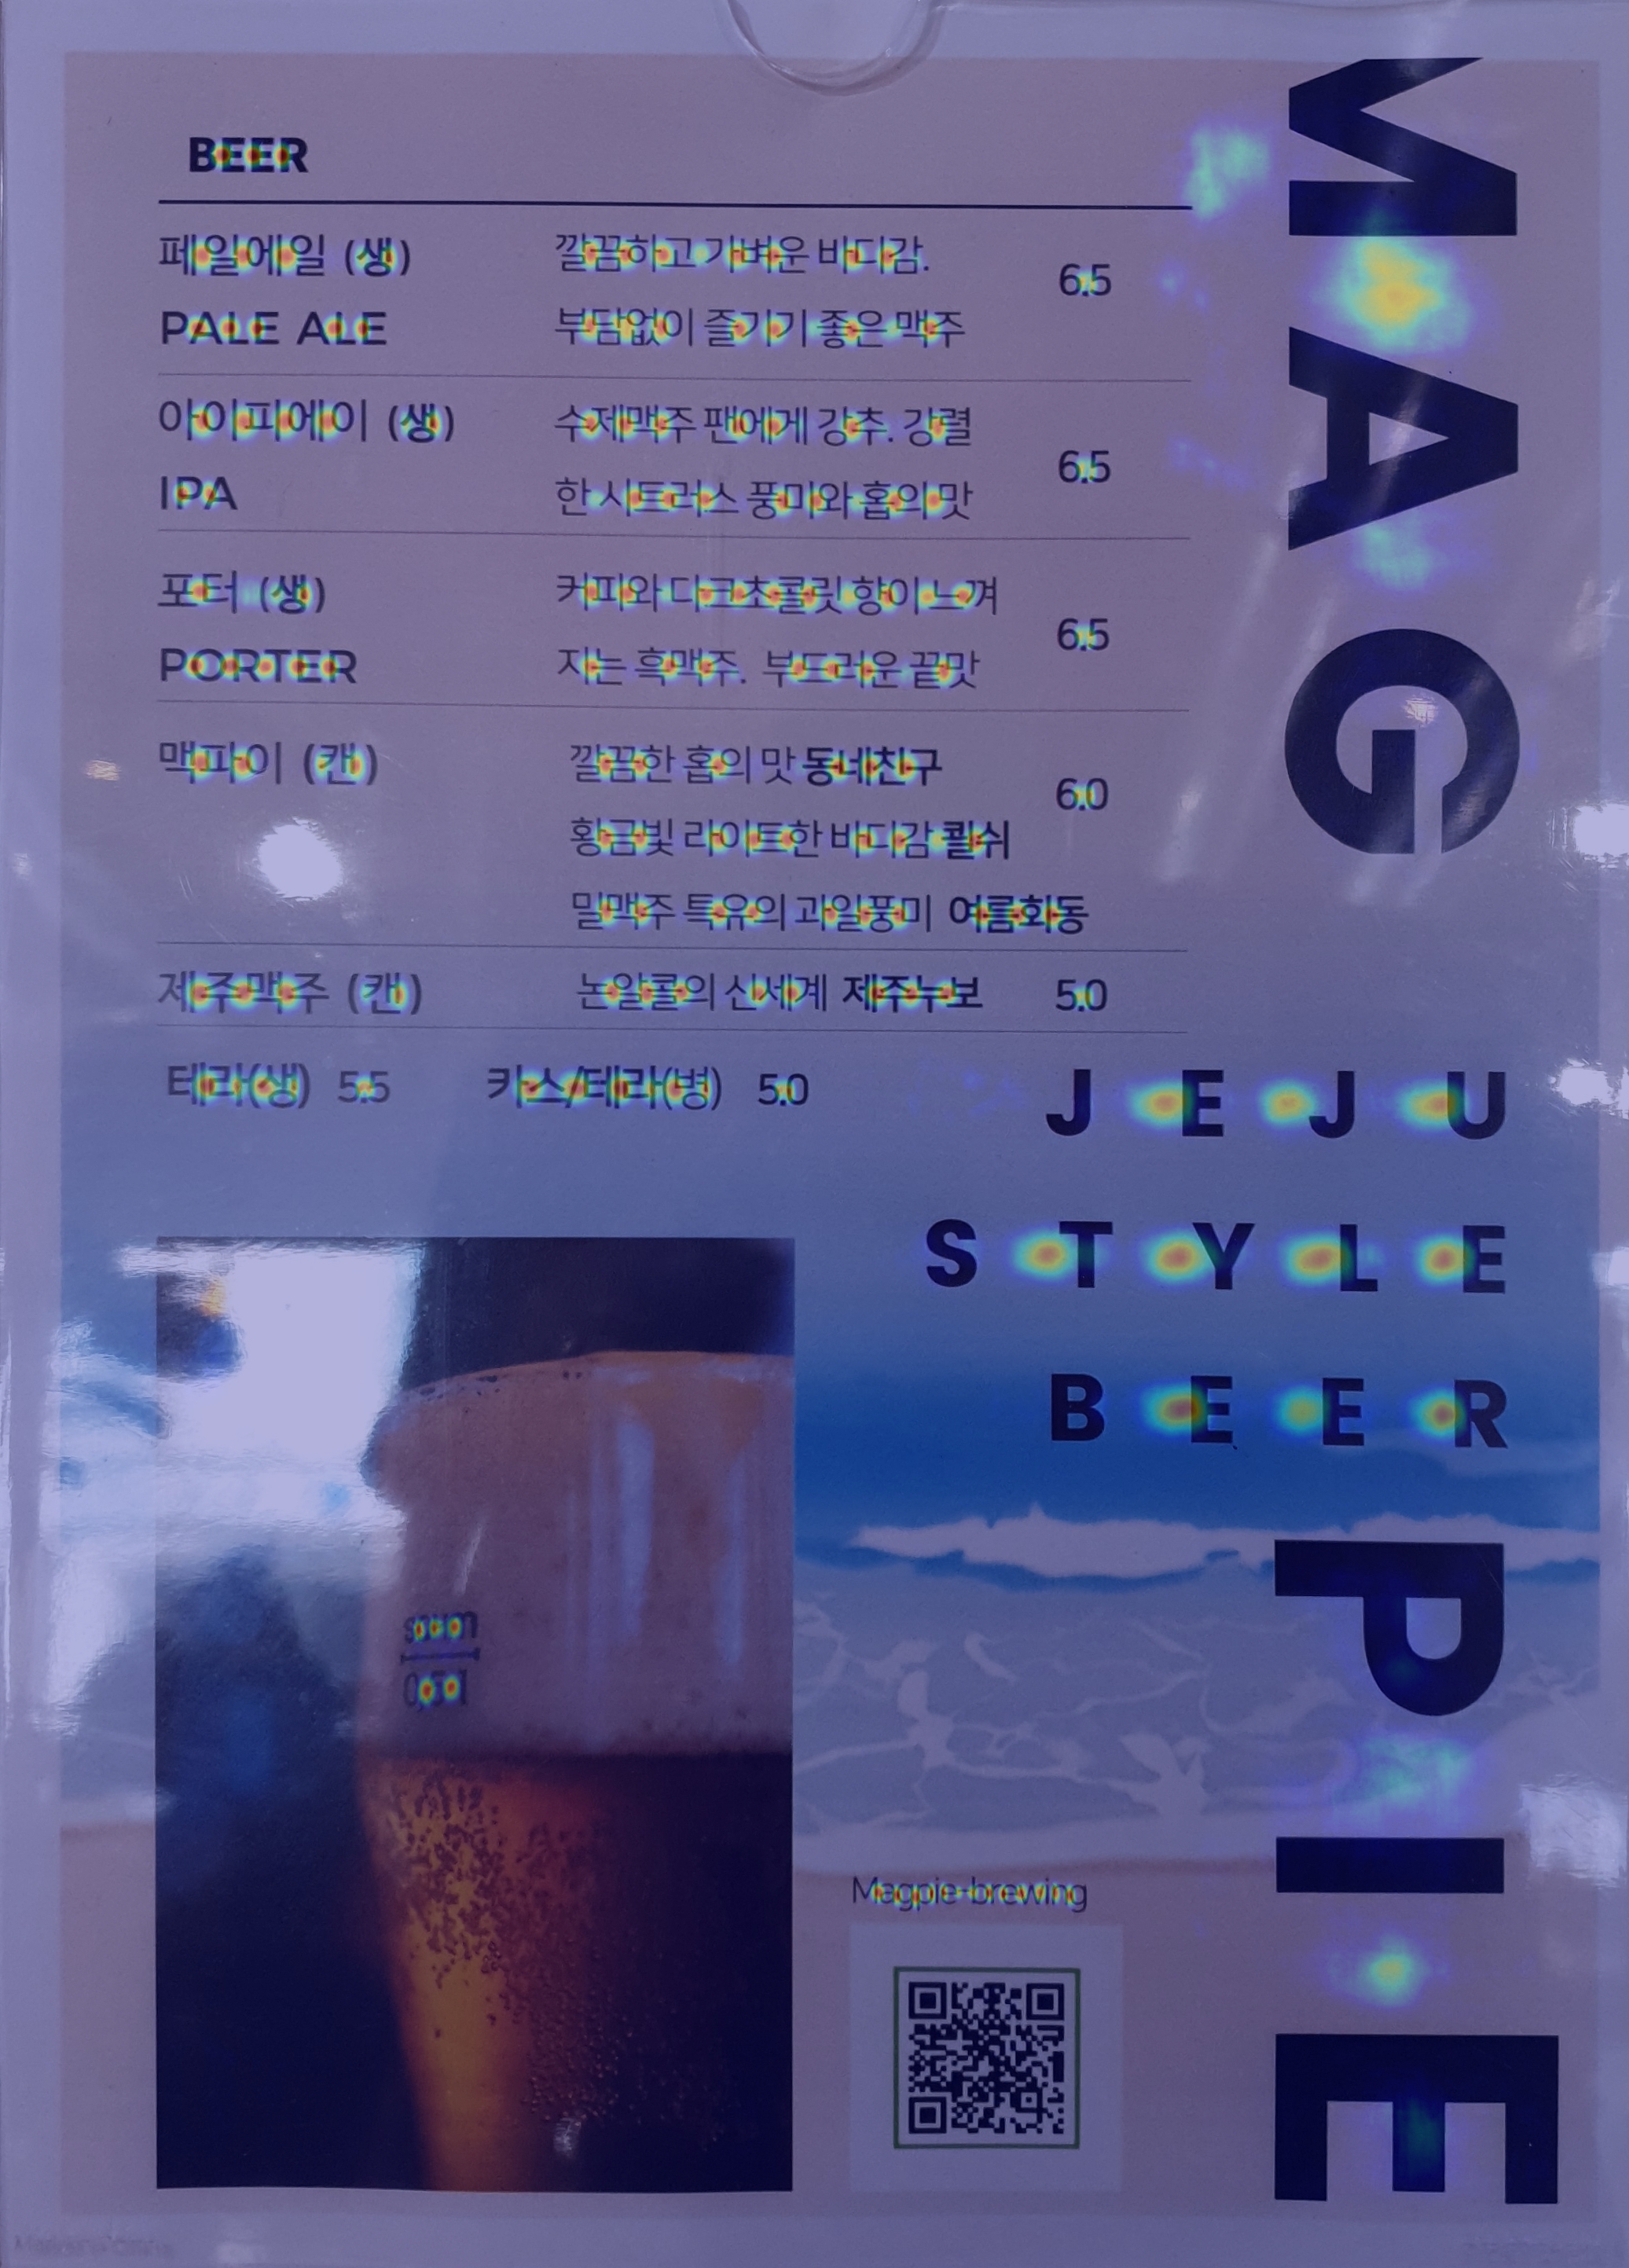 BEER
페일에일 (생)
PALE ALE
깔끔하고 가벼운 바디감.
부담없이 즐기기 좋은 맥주
6.5
아이피에이 (생)
IPA
수제맥주 팬에게 강추. 강렬
한 시트러스 풍미와 홉의 맛
6.5
포터 (생)
PORTER
커피와 다크초콜릿 향이 느껴
지는 흑맥주. 부드러운 끝맛
6.5
맥파이 (캔)
깔끔한 홉의 맛 동네친구
황금빛 라이트한 바디감 쾰쉬
밀맥주 특유의 과일풍미 여름회동
6.0
제주맥주 (캔)
논알콜의 신세계 제주누보
5.0
테라(생) 5.5
카스/테라(병) 5.0
MAGPIE
JEJU
STYLE
BEER
Magpie-brewing